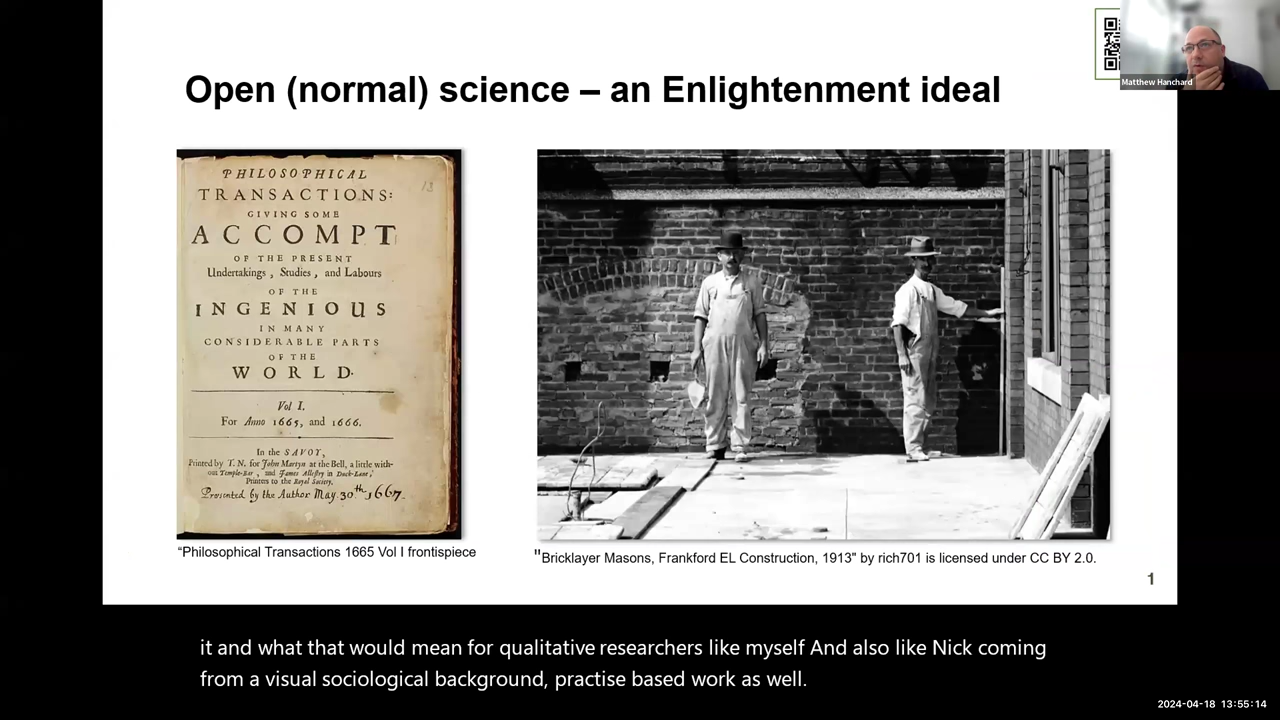 Open (normal) science – an Enlightenment ideal
Matthew Hanchard
PHILOSOPHICAL
TRANSACTIONS:
GIVING SOME
ACCOMPT
OF THE PRESENT
Undertakings, Studies, and Labours
OF THE
INGENIOUS
IN MANY
CONSIDERABLE PARTS
OF THE
WORLD.
Vol I.
For Anno 1665, and 1666.
In the SAVOY,
Printed by T. N. for John Martyn at the Bell, a little with-
out Temple-Bar, and James Allestry in Duck-Lane,
Printers to the Royal Society.
Presented by the Author May. 30th 1667.
“Philosophical Transactions 1665 Vol I frontispiece
"Bricklayer Masons, Frankford EL Construction, 1913" by rich701 is licensed under CC BY 2.0.
1
it and what that would mean for qualitative researchers like myself And also like Nick coming
from a visual sociological background, practise based work as well.
2024-04-18 13:55:14